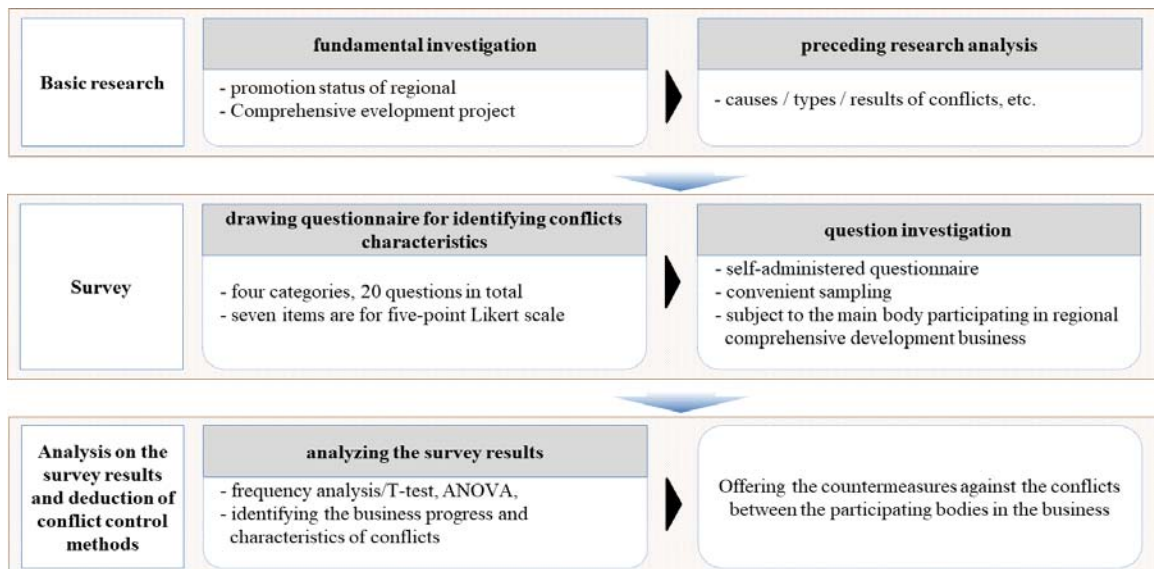 Basic research
fundamental investigation
- promotion status of regional
- Comprehensive evelopment project
preceding research analysis
- causes / types / results of conflicts, etc.
Survey
drawing questionnaire for identifying conflicts
characteristics
- four categories, 20 questions in total
- seven items are for five-point Likert scale
question investigation
- self-administered questionnaire
- convenient sampling
- subject to the main body participating in regional
comprehensive development business
Analysis on the
survey results
and deduction of
conflict control
methods
analyzing the survey results
- frequency analysis/T-test, ANOVA,
- identifying the business progress and
characteristics of conflicts
Offering the countermeasures against the conflicts
between the participating bodies in the business